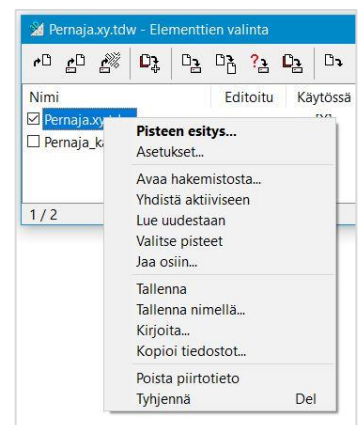 Pernaja.xy.tdw - Elementtien valinta
Nimi Editoitu Käytössä
Pernaja.xy
Pisteen esitys...
Asetukset...
Avaa hakemistosta...
Yhdistä aktiiviseen
Lue uudestaan
Valitse pisteet
Jaa osiin...
Tallenna
Tallenna nimellä...
Kirjoita...
Kopioi tiedostot...
Poista piirtotieto
Tyhjennä Del
1 / 2